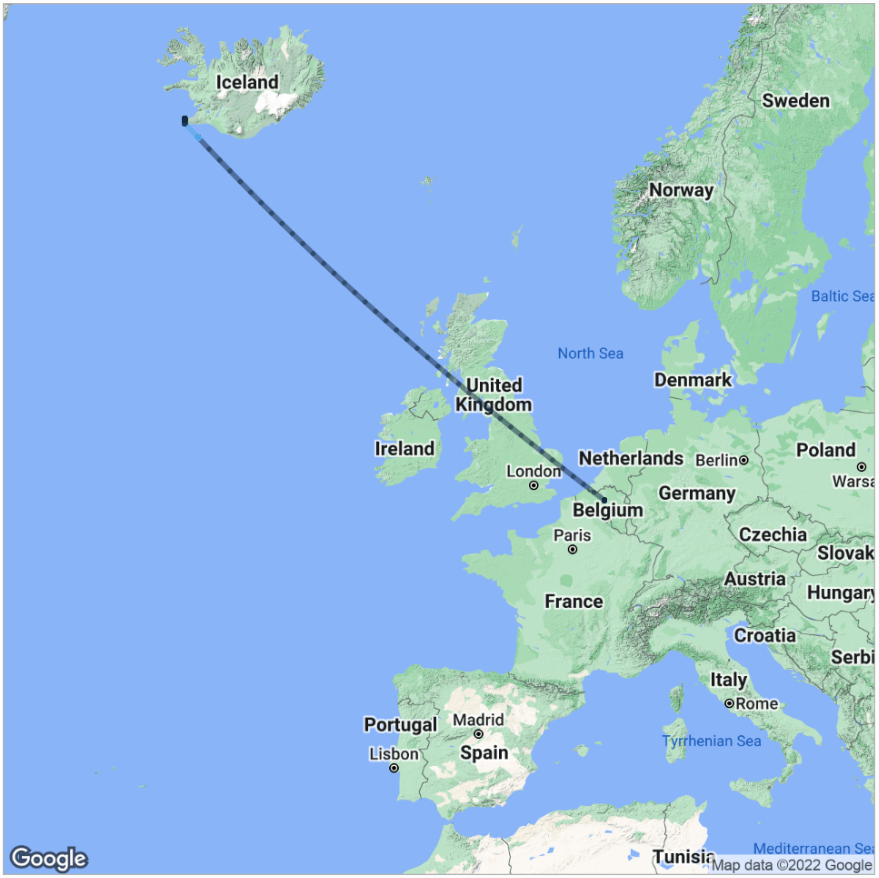 Iceland
Sweden
Norway
Baltic Sea
North Sea
Denmark
United
Kingdom
Ireland
Netherlands
Poland
Berlin
London
Warsa
Germany
Belgium
Czechia
Paris
Slovak
Austria
France
Hungary
Croatia
Serbi
Italy
Rome
Portugal
Madrid
Tyrrhenian Sea
Lisbon
Spain
Mediterranean Sea
Tunisia
Google
Map data ©2022 Google